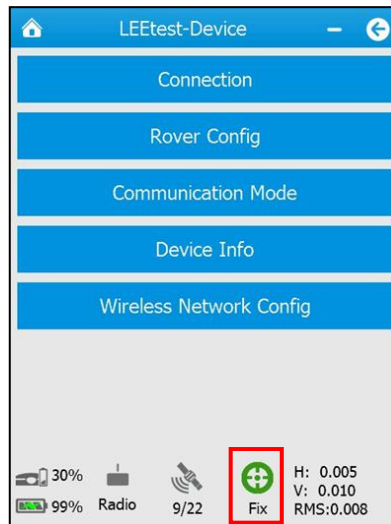 LEEtest-Device
Connection
Rover Config
Communication Mode
Device Info
Wireless Network Config
30%
99%
Radio
9/22
Fix
H: 0.005
V: 0.010
RMS:0.008